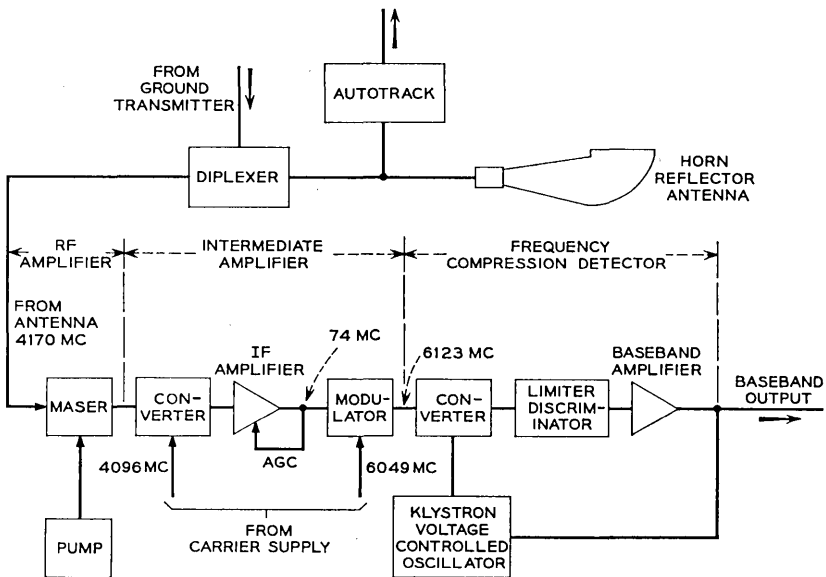 FROM
GROUND
TRANSMITTER
AUTOTRACK
DIPLEXER
HORN
REFLECTOR
ANTENNA
RF
AMPLIFIER
INTERMEDIATE
AMPLIFIER
FREQUENCY
COMPRESSION DETECTOR
FROM
ANTENNA
4170 MC
IF
AMPLIFIER
74 MC
6123 MC
BASEBAND
AMPLIFIER
BASEBAND
OUTPUT
MASER
CON-
VERTER
MODU-
LATOR
CON-
VERTER
LIMITER
DISCRIM-
INATOR
AGC
4096 MC
6049 MC
FROM
CARRIER SUPPLY
PUMP
KLYSTRON
VOLTAGE
CONTROLLED
OSCILLATOR